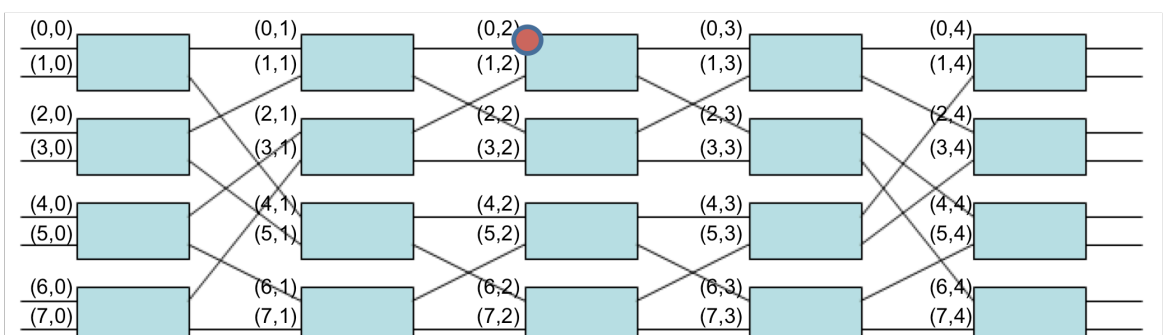 (0,0) (0,1) (0,2) (0,3) (0,4)
(1,0) (1,1) (1,2) (1,3) (1,4)
(2,0) (2,1) (2,2) (2,3) (2,4)
(3,0) (3,1) (3,2) (3,3) (3,4)
(4,0) (4,1) (4,2) (4,3) (4,4)
(5,0) (5,1) (5,2) (5,3) (5,4)
(6,0) (6,1) (6,2) (6,3) (6,4)
(7,0) (7,1) (7,2) (7,3) (7,4)